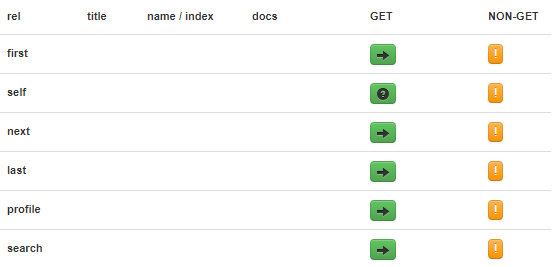 rel title name / index docs GET NON-GET
first !
self ? !
next !
last !
profile !
search !